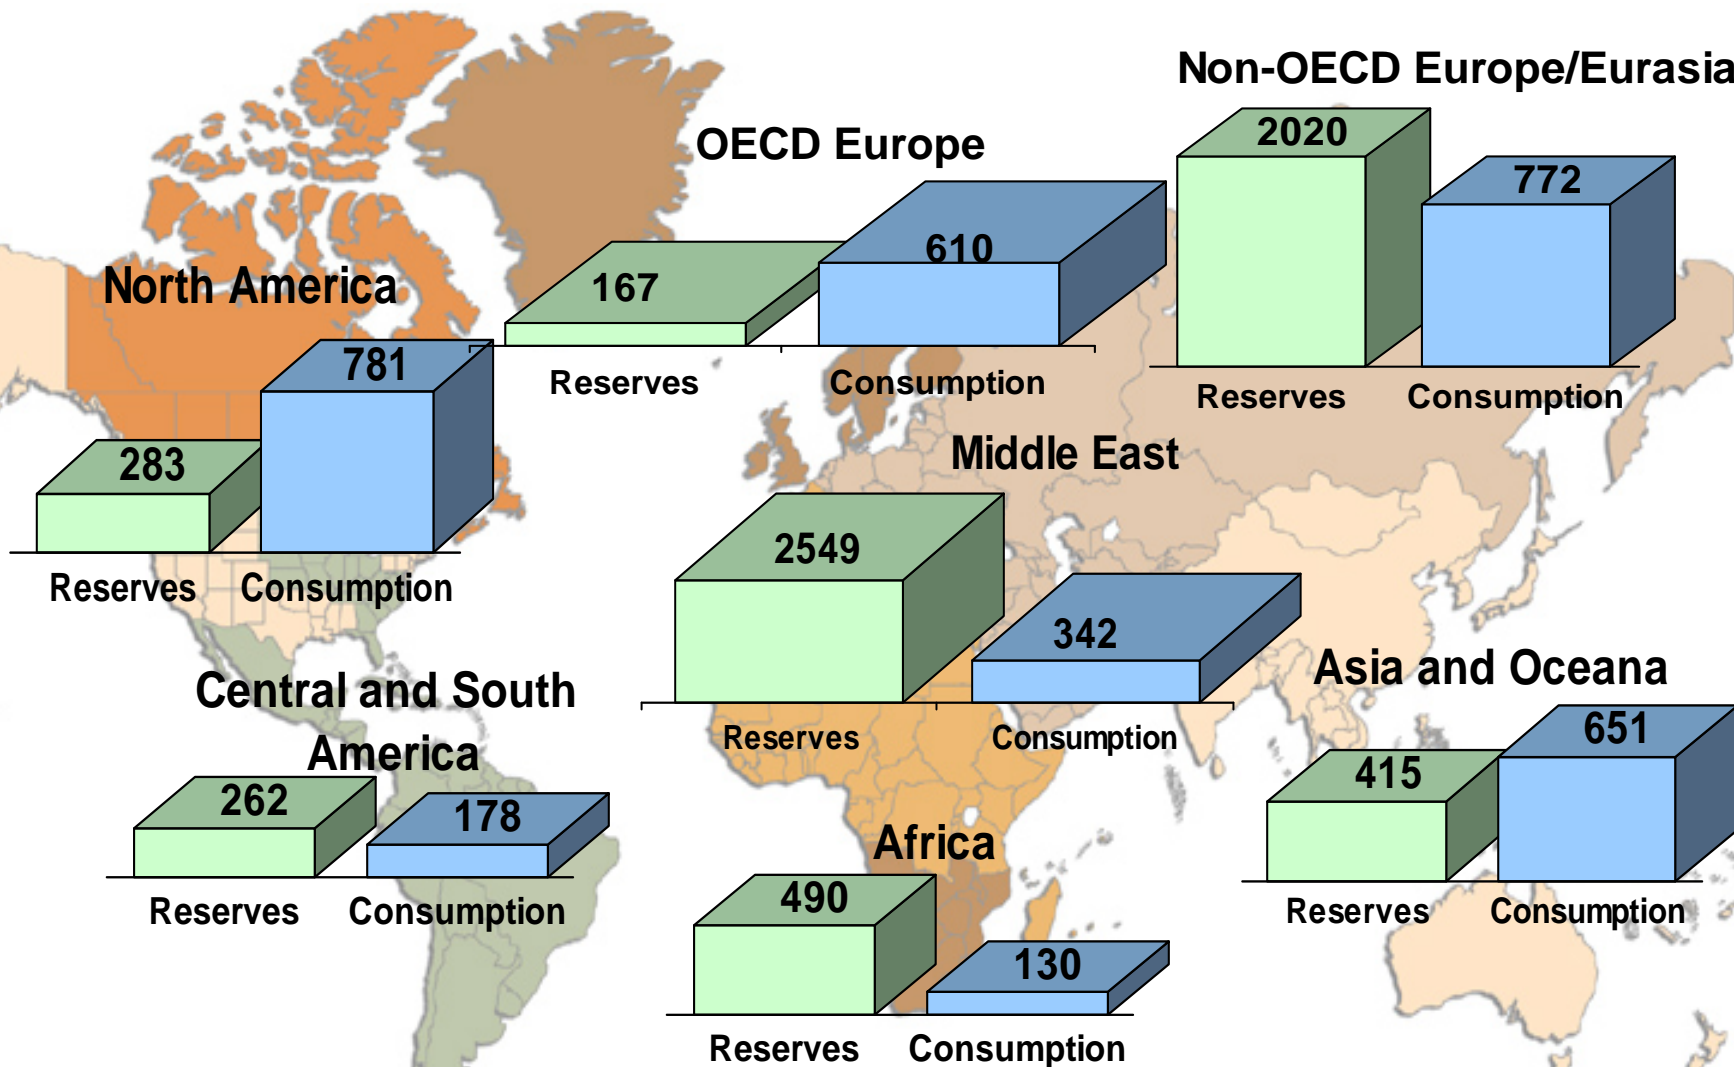 Non-OECD Europe/Eurasia
2020
772
Reserves Consumption
OECD Europe
167
610
Reserves Consumption
North America
283
781
Reserves Consumption
Middle East
2549
342
Reserves Consumption
Central and South
America
262
178
Reserves Consumption
Africa
490
130
Reserves Consumption
Asia and Oceana
415
651
Reserves Consumption